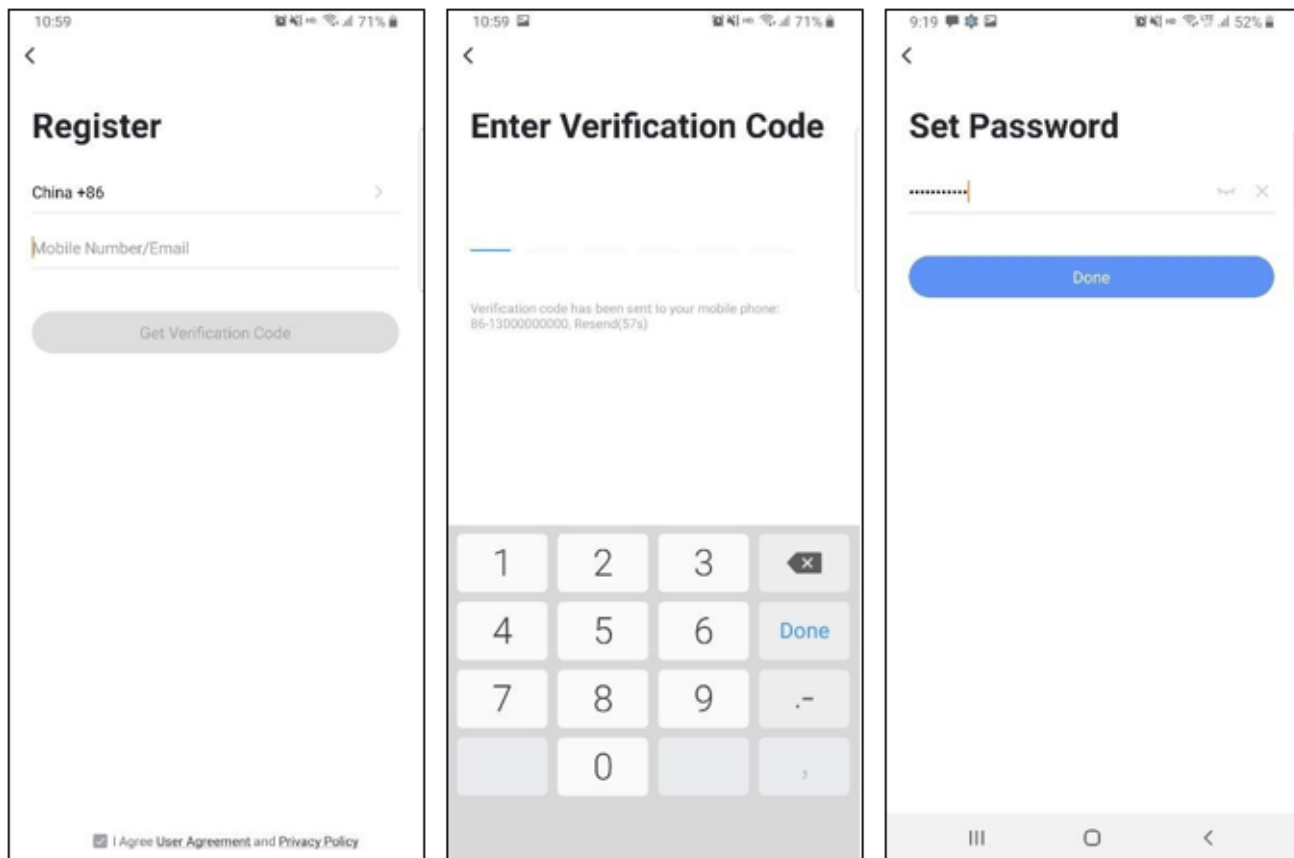 10:59
71%
Register
China +86
Mobile Number/Email
Get Verification Code
I Agree User Agreement and Privacy Policy
10:59
71%
Enter Verification Code
Verification code has been sent to your mobile phone:
86-13000000000, Resend(57s)
1 2 3
4 5 6 Done
7 8 9 .-
0 ,
9:19
52%
Set Password
Done